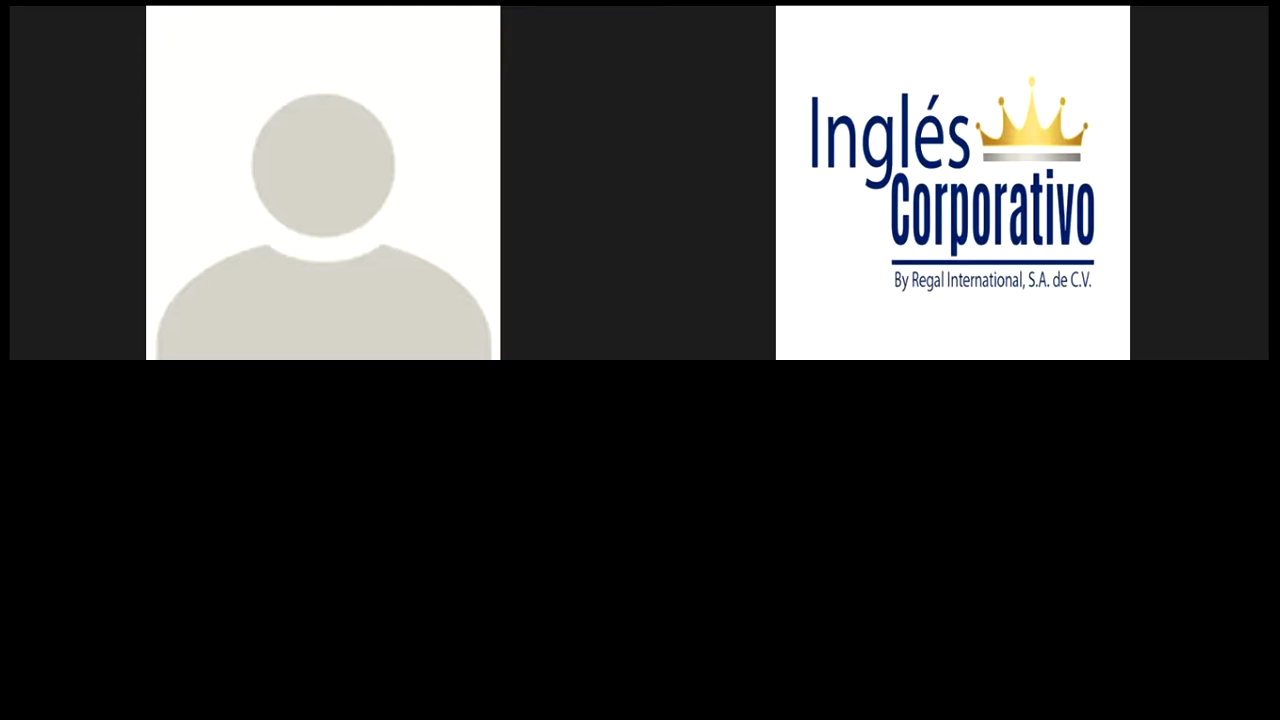 Inglés
Corporativo
By Regal International, S.A. de C.V.